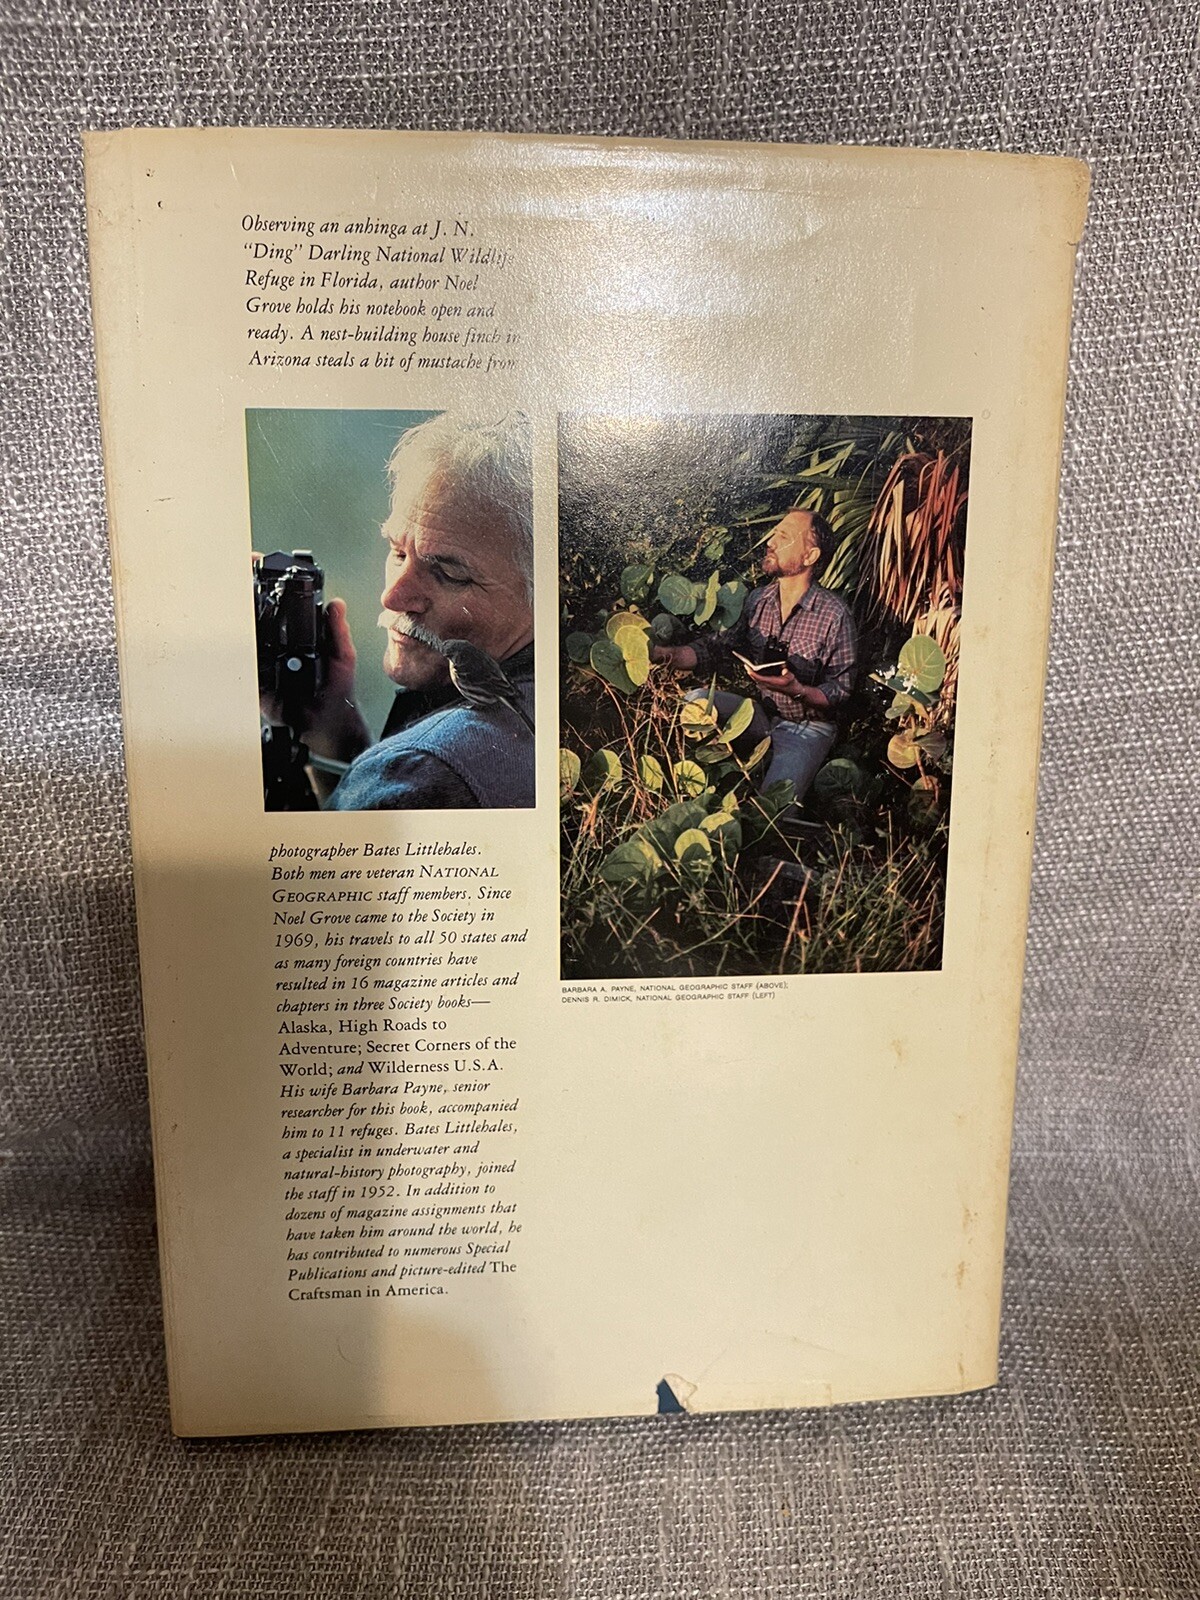 Observing an anhinga at J. N.
“Ding” Darling National Wildlife
Refuge in Florida, author Noel
Grove holds his notebook open and
ready. A nest-building house finch in
Arizona steals a bit of mustache from
photographer Bates Littlehales.
Both men are veteran NATIONAL
GEOGRAPHIC staff members. Since
Noel Grove came to the Society in
1969, his travels to all 50 states and
as many foreign countries have
resulted in 16 magazine articles and
chapters in three Society books—
Alaska, High Roads to
Adventure; Secret Corners of the
World; and Wilderness U.S.A.
His wife Barbara Payne, senior
researcher for this book, accompanied
him to 11 refuges. Bates Littlehales,
a specialist in underwater and
natural-history photography, joined
the staff in 1952. In addition to
dozens of magazine assignments that
have taken him around the world, he
has contributed to numerous Special
Publications and picture-edited The
Craftsman in America.
BARBARA A. PAYNE, NATIONAL GEOGRAPHIC STAFF (ABOVE);
DENNIS R. DIMICK, NATIONAL GEOGRAPHIC STAFF (LEFT)